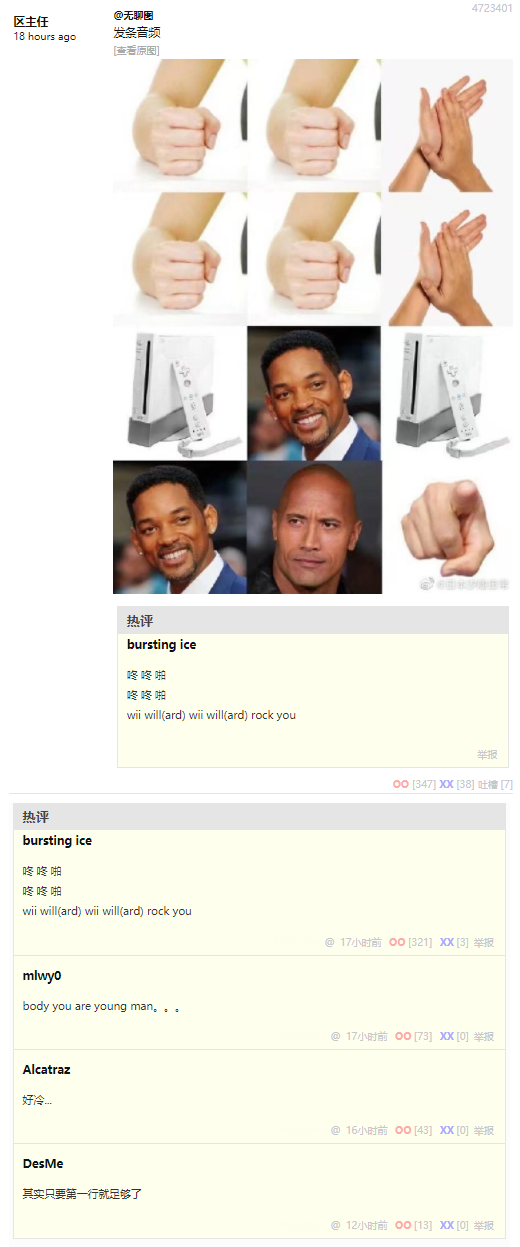 4723401
区主任
18 hours ago
@无聊图
发条音频
[查看原图]
热评
bursting ice
咚 咚 啪
咚 咚 啪
wii will(ard) wii will(ard) rock you
举报
OO [347] XX [38] 吐槽 [7]
热评
bursting ice
咚 咚 啪
咚 咚 啪
wii will(ard) wii will(ard) rock you
@ 17小时前 OO [321] XX [3] 举报
mlwy0
body you are young man。。。
@ 17小时前 OO [73] XX [0] 举报
Alcatraz
好冷...
@ 16小时前 OO [43] XX [0] 举报
DesMe
其实只要第一行就足够了
@ 12小时前 OO [13] XX [0] 举报